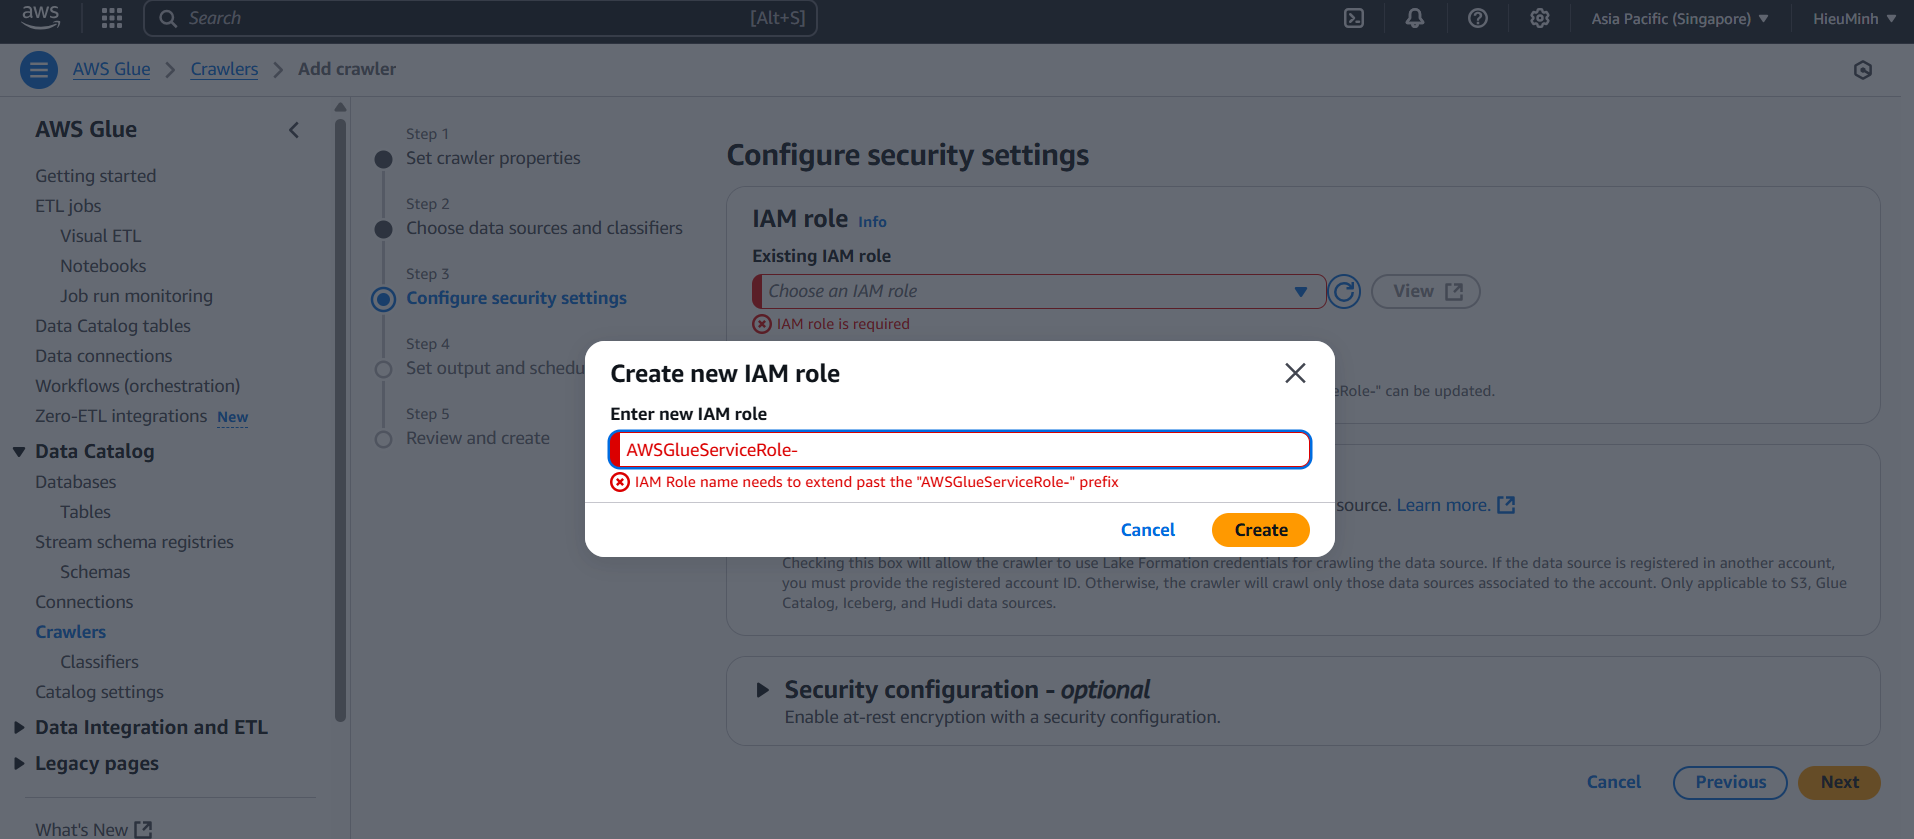 aws
Search
[Alt+S]
Asia Pacific (Singapore)
HieuMinh
AWS Glue
Crawlers
Add crawler
AWS Glue
Getting started
ETL jobs
Visual ETL
Notebooks
Job run monitoring
Data Catalog tables
Data connections
Workflows (orchestration)
Zero-ETL integrations New
Data Catalog
Databases
Tables
Stream schema registries
Schemas
Connections
Crawlers
Classifiers
Catalog settings
Data Integration and ETL
Legacy pages
What's New
Step 1
Set crawler properties
Step 2
Choose data sources and classifiers
Step 3
Configure security settings
Step 4
Set output and schedu
Step 5
Review and create
Configure security settings
IAM role Info
Existing IAM role
Choose an IAM role
View
IAM role is required
eRole-" can be updated.
Create new IAM role
Enter new IAM role
AWSGlueServiceRole-
IAM Role name needs to extend past the "AWSGlueServiceRole-" prefix
Cancel
Create
source. Learn more.
Checking this box will allow the crawler to use Lake Formation credentials for crawling the data source. If the data source is registered in another account,
you must provide the registered account ID. Otherwise, the crawler will crawl only those data sources associated to the account. Only applicable to S3, Glue
Catalog, Iceberg, and Hudi data sources.
Security configuration - optional
Enable at-rest encryption with a security configuration.
Cancel
Previous
Next